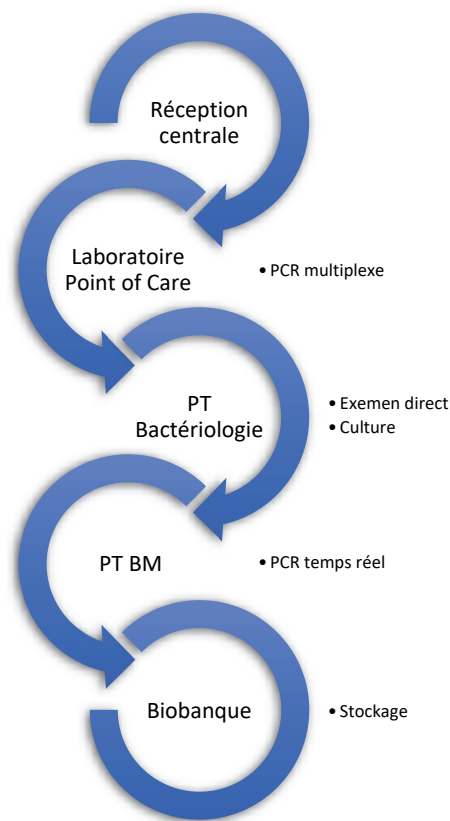 Réception
centrale
Laboratoire
Point of Care
• PCR multiplexe
PT
Bactériologie
• Exemen direct
• Culture
PT BM
• PCR temps réel
Biobanque
• Stockage